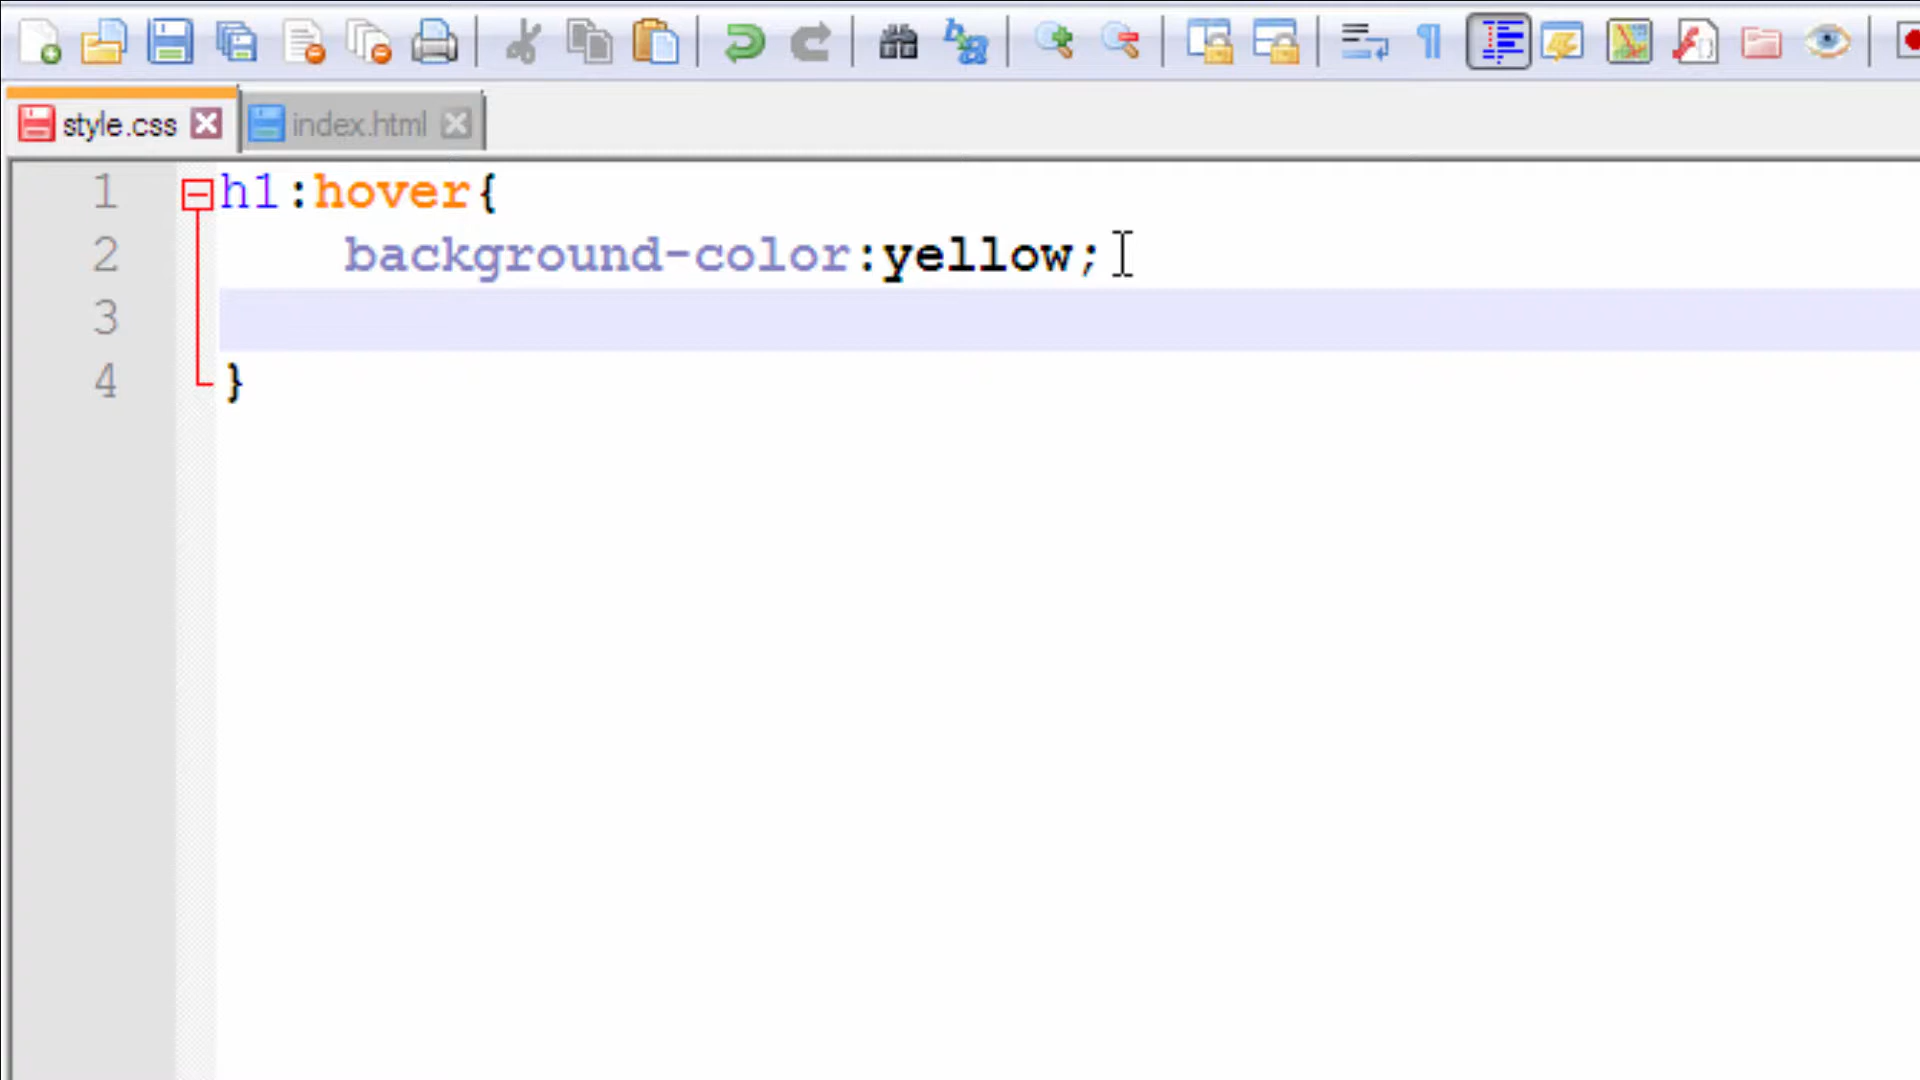 style.css index.html
1 h1:hover{
2 background-color:yellow;
3
4 }